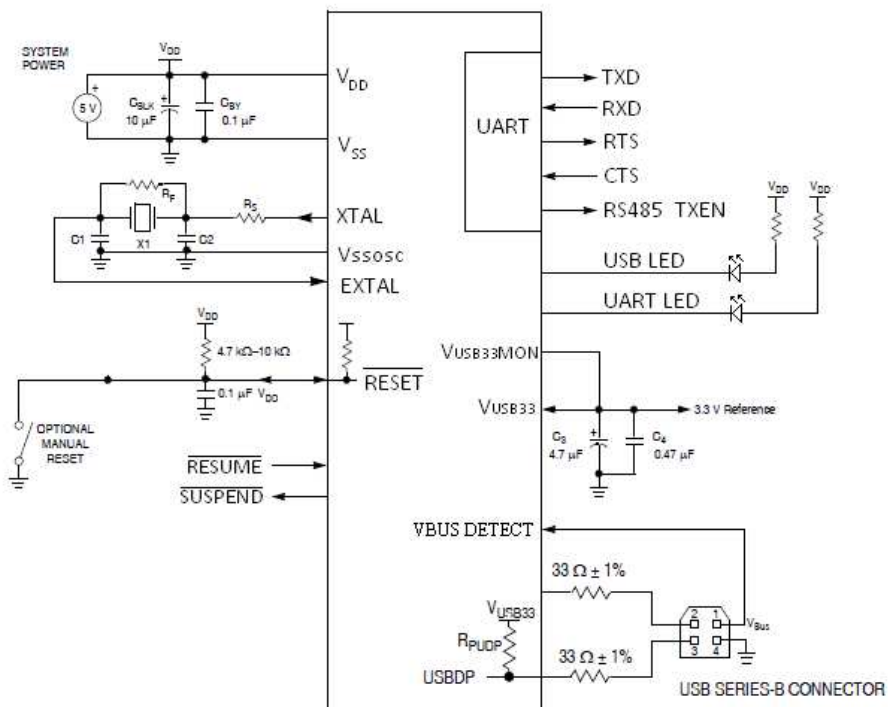 SYSTEM
POWER
VDD
+
5 V
+
CBLK
10 µF
CBY
0.1 µF
VDD
VSS
RF
RS
C1
X1
C2
XTAL
VSSOSC
EXTAL
VDD
4.7 kΩ–10 kΩ
0.1 µF VDD
RESET
OPTIONAL
MANUAL
RESET
RESUME
SUSPEND
UART
TXD
RXD
RTS
CTS
RS485 TXEN
VDD VDD
USB LED
UART LED
VUSB33MON
VUSB33
3.3 V Reference
+
C3
4.7 µF
C4
0.47 µF
VBUS DETECT
33 Ω ± 1%
VUSB33
RPUDP
USBDP
33 Ω ± 1%
2 1
3 4
VBus
USB SERIES-B CONNECTOR